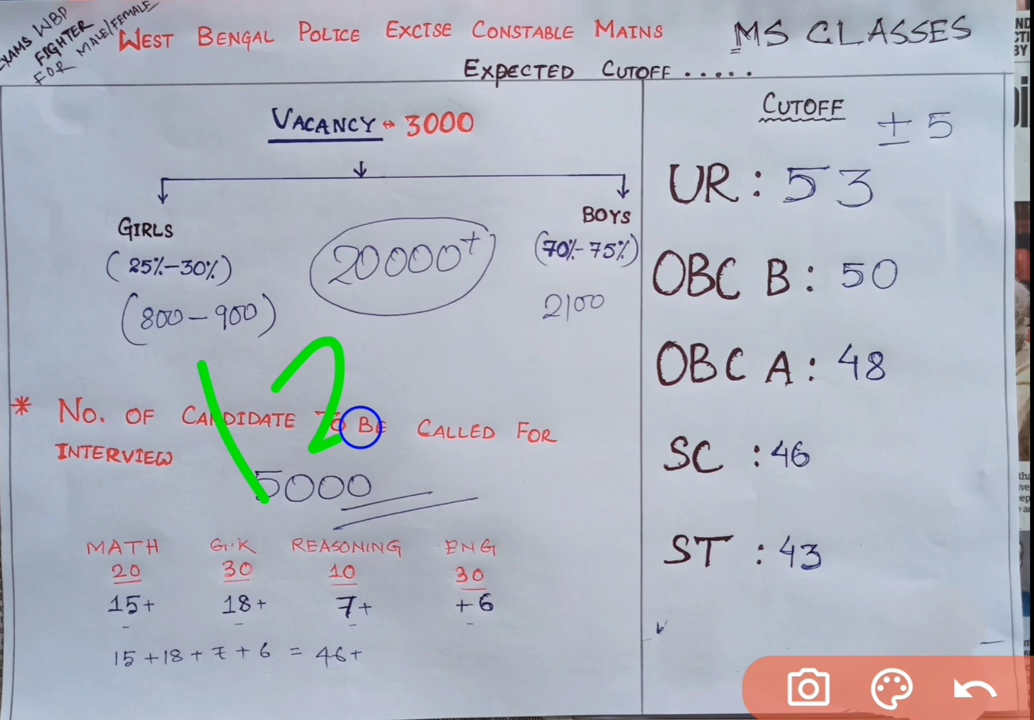 EXAMS WBP
FIGHTER
FOR MALE/FEMALE
WEST BENGAL POLICE EXCISE CONSTABLE MAINS
EXPECTED CUTOFF.....
MS CLASSES
VACANCY 3000
GIRLS
(25%-30%)
(800-900)
20000+
BOYS
(70%-75%)
2100
12
* NO. OF CANDIDATE TO BE CALLED FOR
INTERVIEW
5000
MATH G.K REASONING ENG
20 30 10 30
15+ 18+ 7+ +6
15+18+7+6 = 46+
CUTOFF ±5
UR: 53
OBC B: 50
OBC A: 48
SC: 46
ST: 43